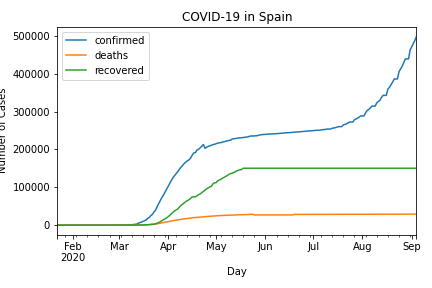 COVID-19 in Spain
500000
400000
300000
200000
100000
0
Number of Cases
confirmed
deaths
recovered
Feb
2020
Mar
Apr
May
Jun
Jul
Aug
Sep
Day